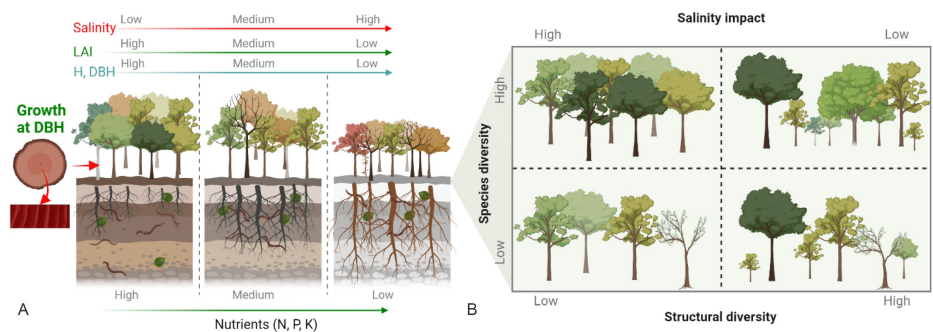 A
Salinity
Low Medium High
LAI
High Medium Low
H, DBH
High Medium Low
Growth
at DBH
High Medium Low
Nutrients (N, P, K)
A
B
Salinity impact
High Low
Species diversity
High
Low
Low High
Structural diversity